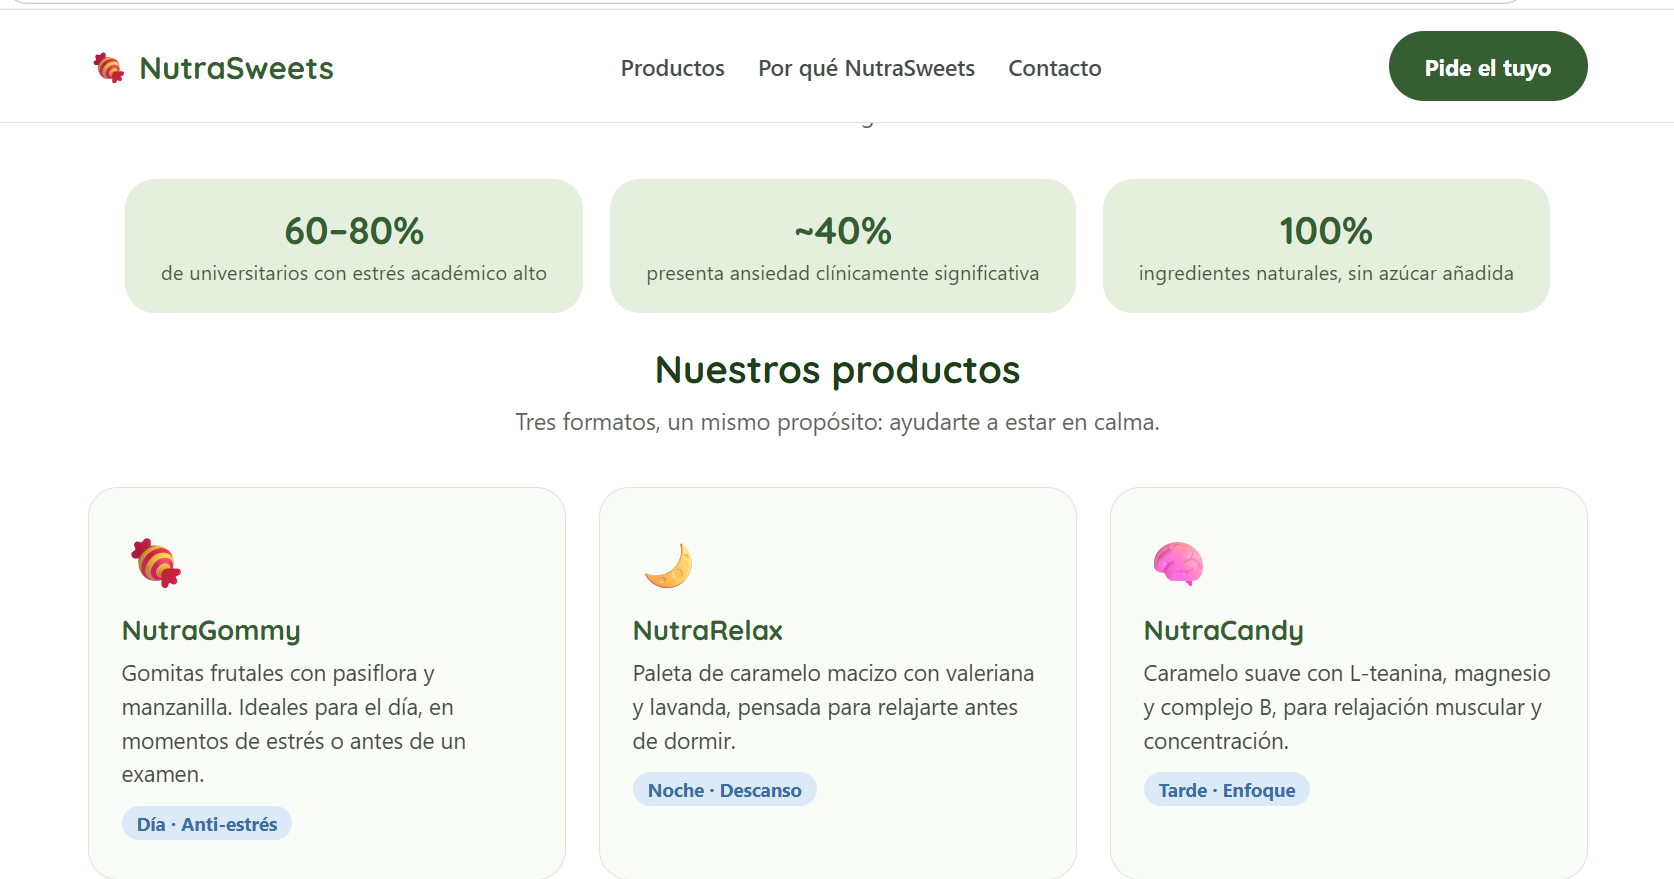 NutraSweets
Productos
Por qué NutraSweets
Contacto
Pide el tuyo
60–80%
de universitarios con estrés académico alto
~40%
presenta ansiedad clínicamente significativa
100%
ingredientes naturales, sin azúcar añadida
Nuestros productos
Tres formatos, un mismo propósito: ayudarte a estar en calma.
NutraGommy
Gomitas frutales con pasiflora y
manzanilla. Ideales para el día, en
momentos de estrés o antes de un
examen.
Día · Anti-estrés
NutraRelax
Paleta de caramelo macizo con valeriana
y lavanda, pensada para relajarte antes
de dormir.
Noche · Descanso
NutraCandy
Caramelo suave con L-teanina, magnesio
y complejo B, para relajación muscular y
concentración.
Tarde · Enfoque